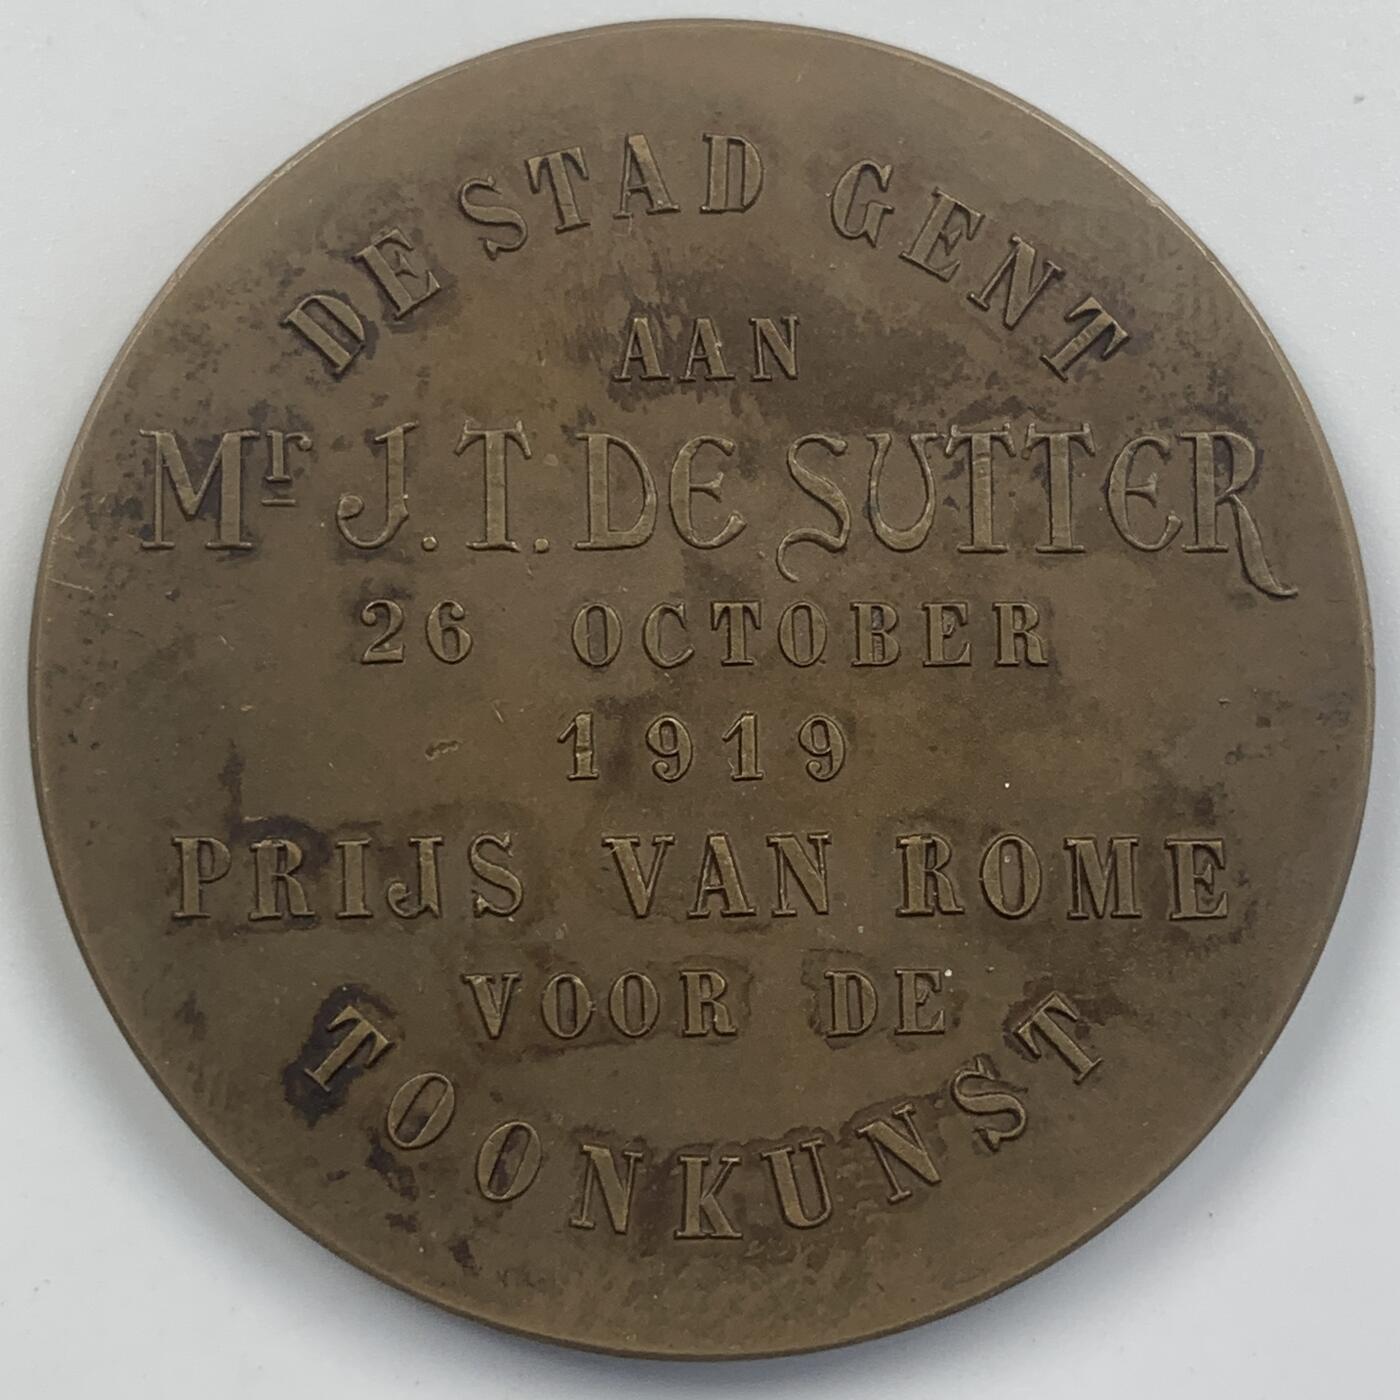 DE STAD GENT
AAN
Mr J. T. DE SUTTER
26 OCTOBER
1919
PRIJS VAN ROME
VOOR DE
TOONKUNST